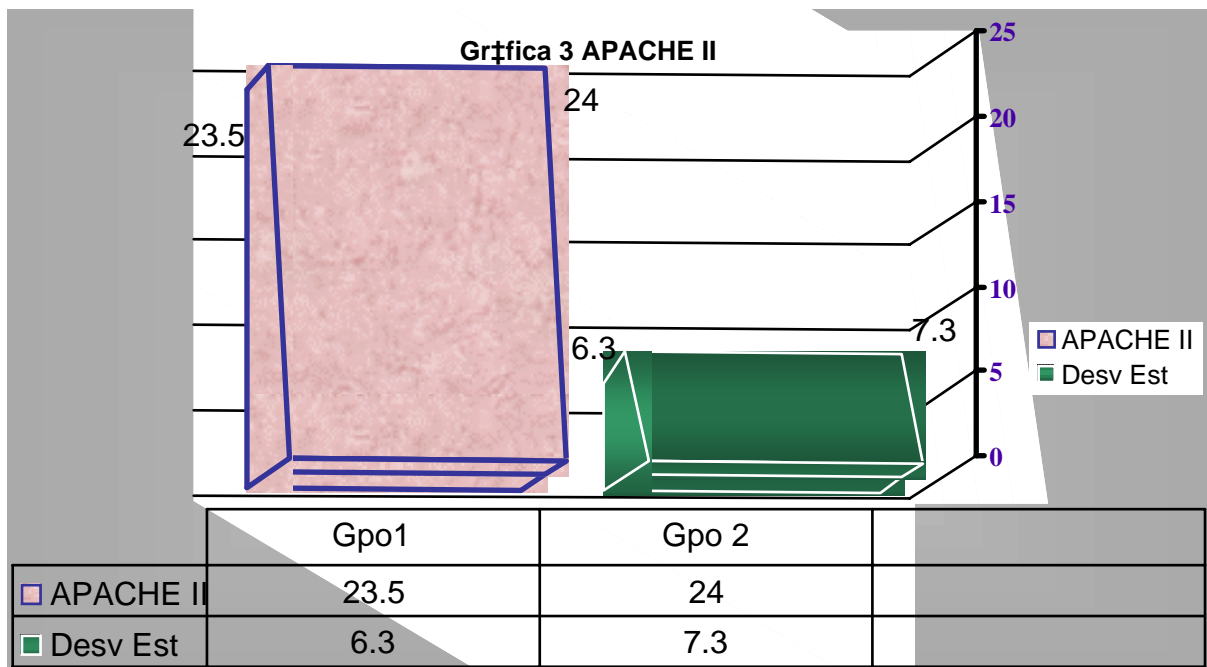 Gr‡fica 3 APACHE II
25
20
15
10
5
0
23.5
24
6.3
7.3
APACHE II
Desv Est
Gpo1 Gpo 2
APACHE II 23.5 24
Desv Est 6.3 7.3